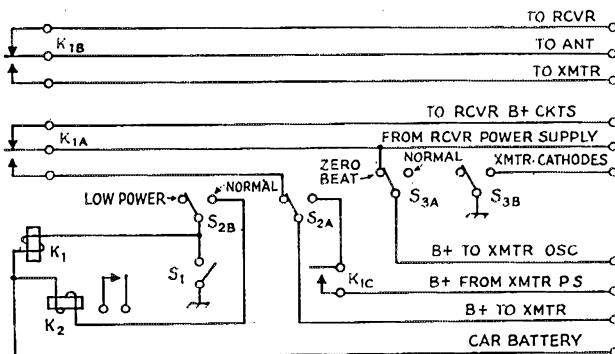 TO RCVR
K1B
TO ANT
TO XMTR
TO RCVR B+ CKTS
K1A
FROM RCVR POWER SUPPLY
ZERO BEAT
NORMAL
XMTR. CATHODES
LOW POWER
NORMAL
S3A
S3B
S2B
S2A
K1
B+ TO XMTR OSC
S1
K1C
B+ FROM XMTR PS
K2
B+ TO XMTR
CAR BATTERY